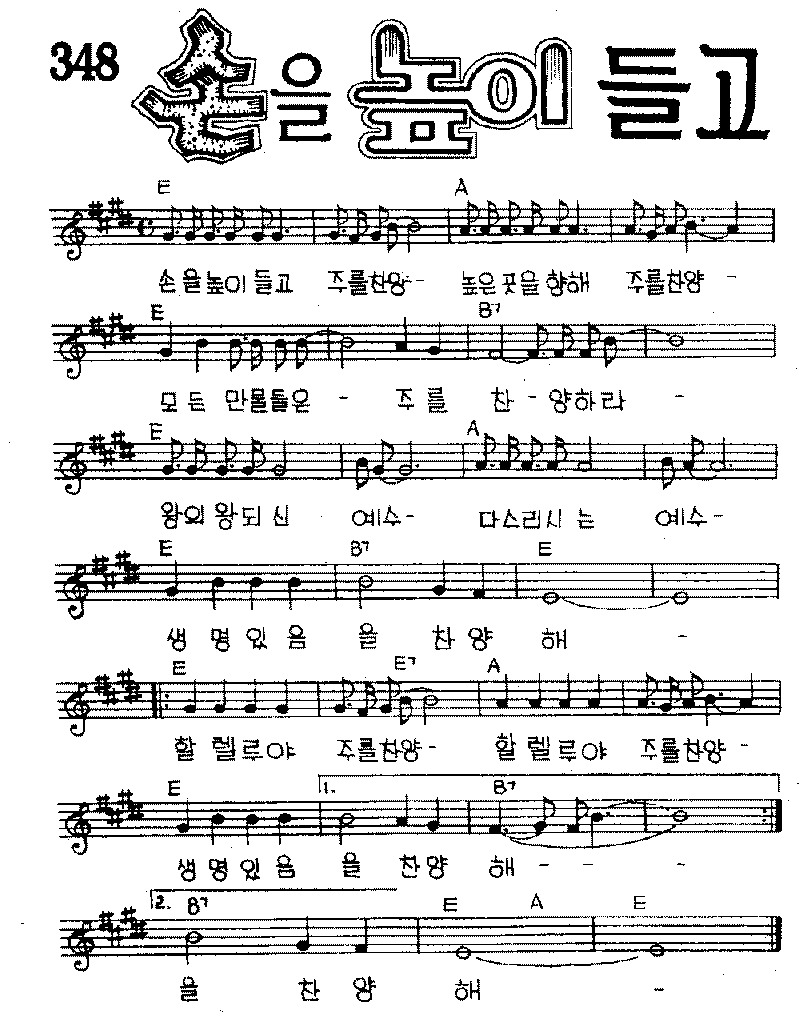 348 손을 높이 들고
E A
손을높이 들고 주를찬양- 높은곳을 향해 주를찬양 -
E B7
모든 만물들은 - 주를 찬-양하라 -
E A
왕의 왕되신 예수- 다스리시는 예수-
E B7 E
생명있음 을 찬양 해 -
E E7 A
할렐루야 주를찬양- 할렐루야 주를찬양-
E 1. B7
생명있음 을 찬양 해 - - -
2. B7 E A E
을 찬양 해 -